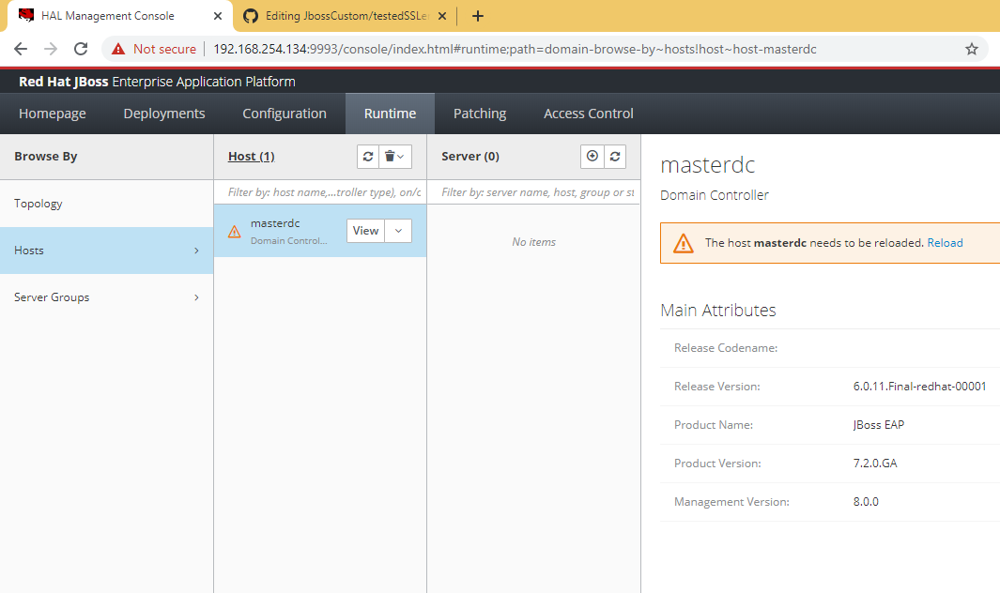 HAL Management Console
Editing JbossCustom/testedSSLe
Not secure
192.168.254.134:9993/console/index.html#runtime;path=domain-browse-by~hosts!host~host-masterdc
Red Hat JBoss Enterprise Application Platform
Homepage Deployments Configuration Runtime Patching Access Control
Browse By
Topology
Hosts
Server Groups
Host (1)
Filter by: host name,...troller type), on/c
masterdc
Domain Control...
View
Server (0)
Filter by: server name, host, group or st
No items
masterdc
Domain Controller
The host masterdc needs to be reloaded. Reload
Main Attributes
Release Codename:
Release Version: 6.0.11.Final-redhat-00001
Product Name: JBoss EAP
Product Version: 7.2.0.GA
Management Version: 8.0.0